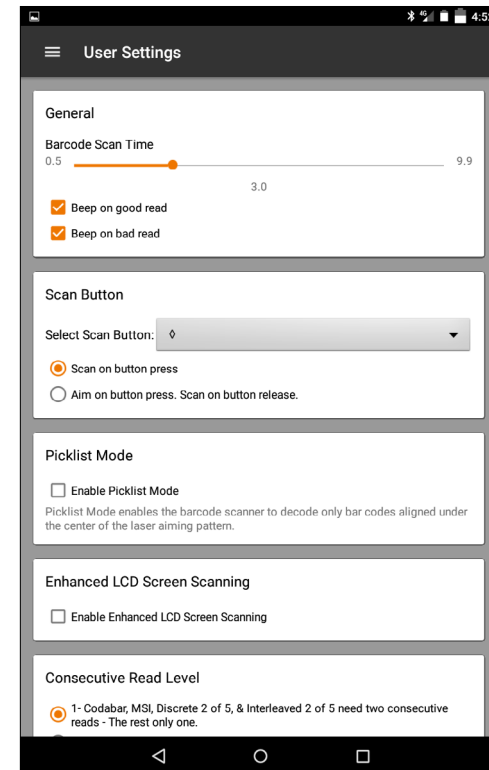 4G 4:5
User Settings
General
Barcode Scan Time
0.5 9.9
3.0
Beep on good read
Beep on bad read
Scan Button
Select Scan Button: ◊
Scan on button press
Aim on button press. Scan on button release.
Picklist Mode
Enable Picklist Mode
Picklist Mode enables the barcode scanner to decode only bar codes aligned under
the center of the laser aiming pattern.
Enhanced LCD Screen Scanning
Enable Enhanced LCD Screen Scanning
Consecutive Read Level
1- Codabar, MSI, Discrete 2 of 5, & Interleaved 2 of 5 need two consecutive
reads - The rest only one.